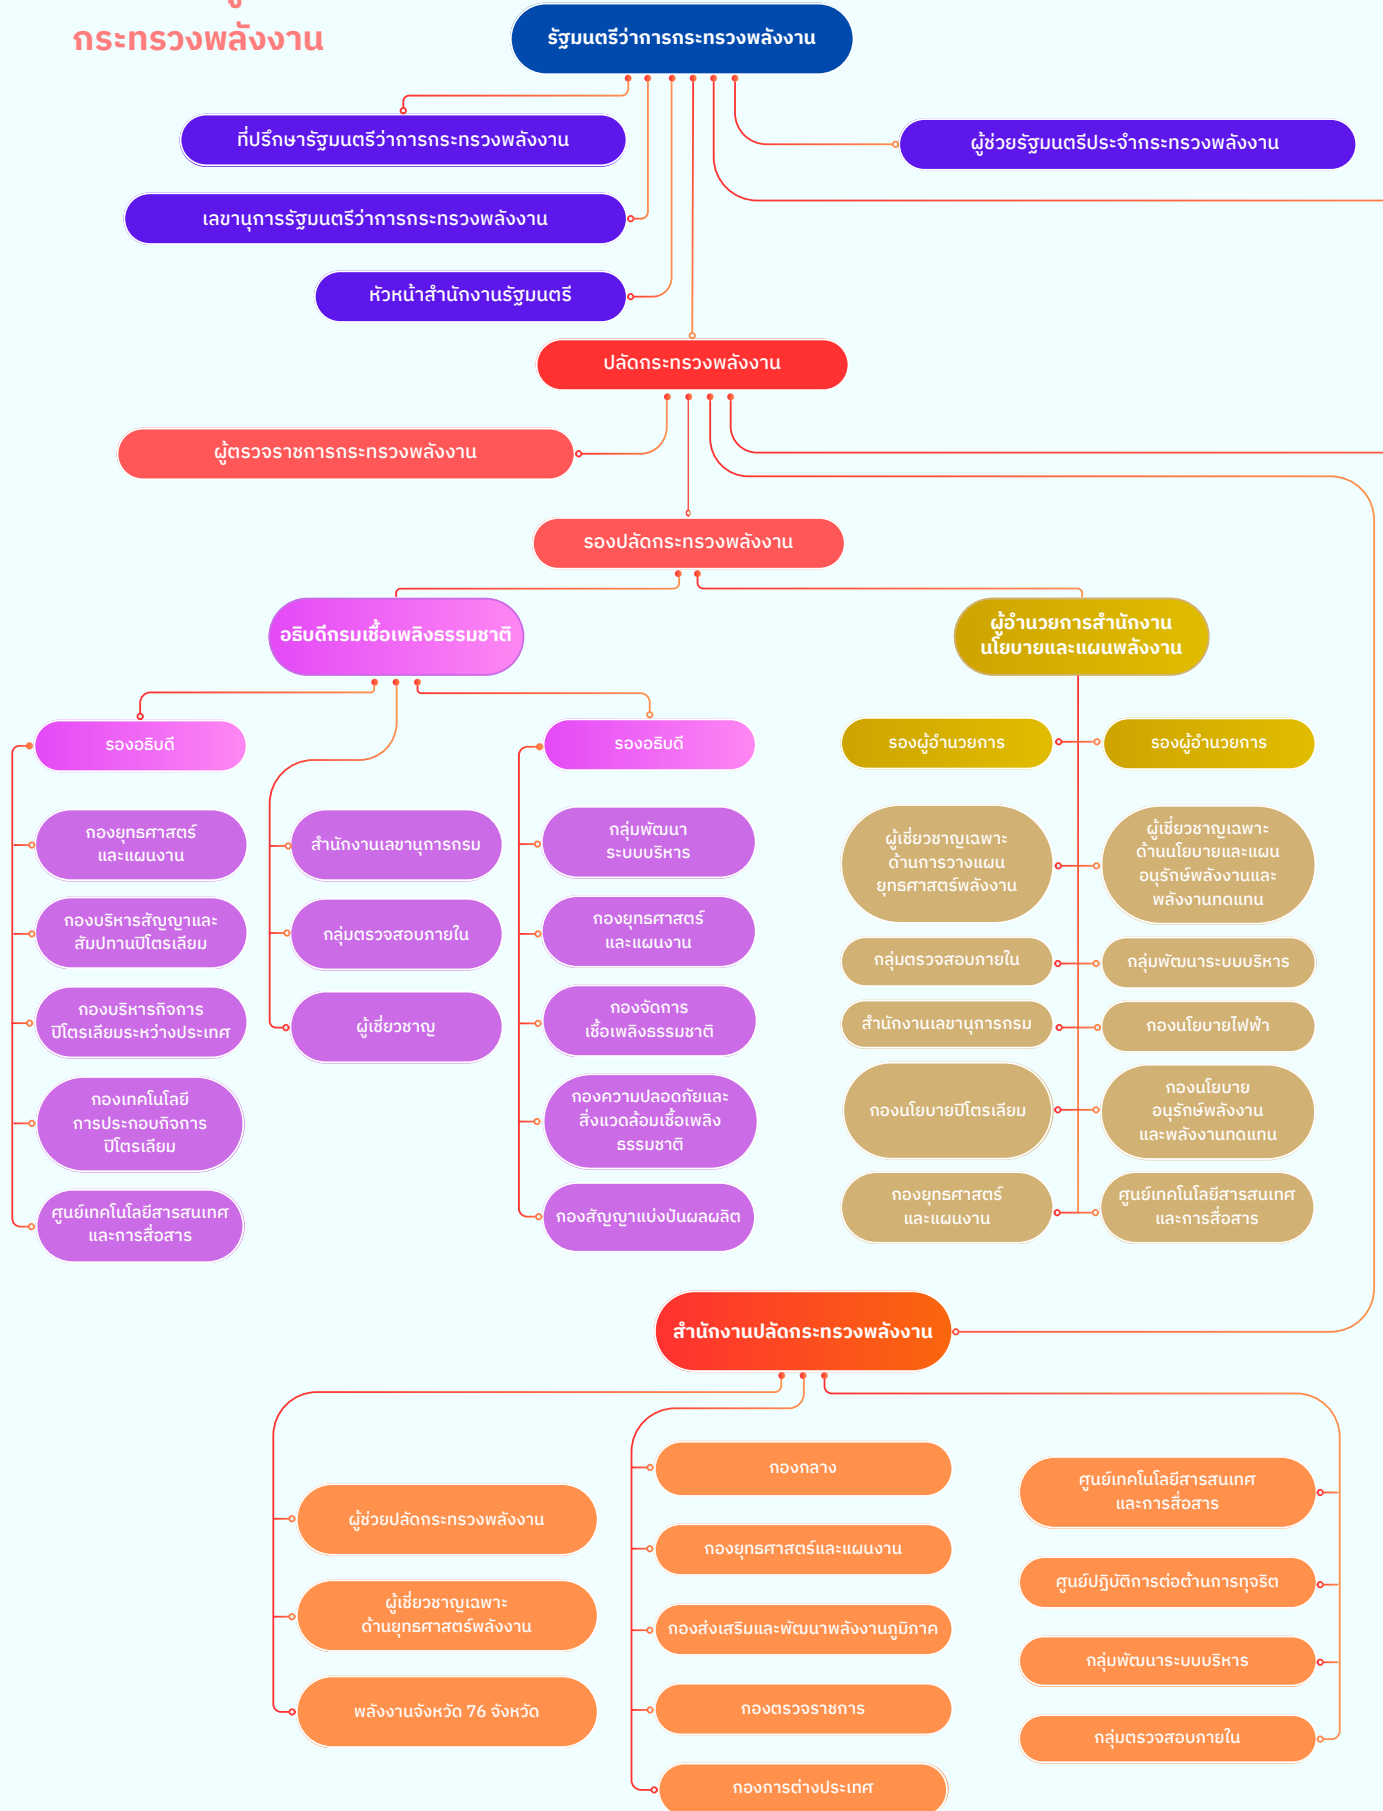 กระทรวงพลังงาน
รัฐมนตรีว่าการกระทรวงพลังงาน
ที่ปรึกษารัฐมนตรีว่าการกระทรวงพลังงาน
ผู้ช่วยรัฐมนตรีประจำกระทรวงพลังงาน
เลขานุการรัฐมนตรีว่าการกระทรวงพลังงาน
หัวหน้าสำนักงานรัฐมนตรี
ปลัดกระทรวงพลังงาน
ผู้ตรวจราชการกระทรวงพลังงาน
รองปลัดกระทรวงพลังงาน
อธิบดีกรมเชื้อเพลิงธรรมชาติ
รองอธิบดี
กองยุทธศาสตร์
และแผนงาน
กองบริหารสัญญาและ
สัมปทานปิโตรเลียม
กองบริหารกิจการ
ปิโตรเลียมระหว่างประเทศ
กองเทคโนโลยี
การประกอบกิจการ
ปิโตรเลียม
ศูนย์เทคโนโลยีสารสนเทศ
และการสื่อสาร
สำนักงานเลขานุการกรม
กลุ่มตรวจสอบภายใน
ผู้เชี่ยวชาญ
รองอธิบดี
กลุ่มพัฒนา
ระบบบริหาร
กองยุทธศาสตร์
และแผนงาน
กองจัดการ
เชื้อเพลิงธรรมชาติ
กองความปลอดภัยและ
สิ่งแวดล้อมเชื้อเพลิง
ธรรมชาติ
กองสัญญาแบ่งปันผลผลิต
ผู้อำนวยการสำนักงาน
นโยบายและแผนพลังงาน
รองผู้อำนวยการ
ผู้เชี่ยวชาญเฉพาะ
ด้านการวางแผน
ยุทธศาสตร์พลังงาน
กลุ่มตรวจสอบภายใน
สำนักงานเลขานุการกรม
กองนโยบายปิโตรเลียม
กองยุทธศาสตร์
และแผนงาน
รองผู้อำนวยการ
ผู้เชี่ยวชาญเฉพาะ
ด้านนโยบายและแผน
อนุรักษ์พลังงานและ
พลังงานทดแทน
กลุ่มพัฒนาระบบบริหาร
กองนโยบายไฟฟ้า
กองนโยบาย
อนุรักษ์พลังงาน
และพลังงานทดแทน
ศูนย์เทคโนโลยีสารสนเทศ
และการสื่อสาร
สำนักงานปลัดกระทรวงพลังงาน
ผู้ช่วยปลัดกระทรวงพลังงาน
ผู้เชี่ยวชาญเฉพาะ
ด้านยุทธศาสตร์พลังงาน
พลังงานจังหวัด 76 จังหวัด
กองกลาง
กองยุทธศาสตร์และแผนงาน
กองส่งเสริมและพัฒนาพลังงานภูมิภาค
กองตรวจราชการ
กองการต่างประเทศ
ศูนย์เทคโนโลยีสารสนเทศ
และการสื่อสาร
ศูนย์ปฏิบัติการต่อต้านการทุจริต
กลุ่มพัฒนาระบบบริหาร
กลุ่มตรวจสอบภายใน